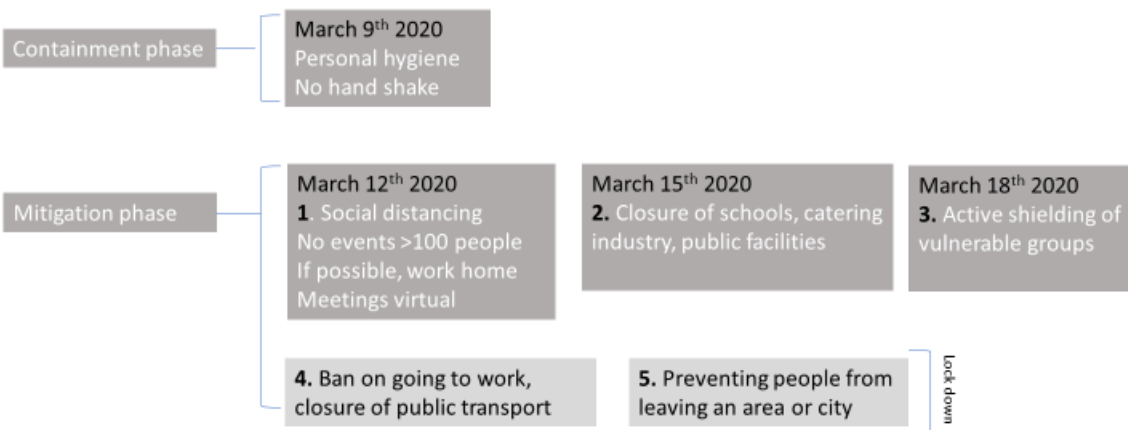 Containment phase
March 9th 2020
Personal hygiene
No hand shake
Mitigation phase
March 12th 2020
1. Social distancing
No events >100 people
If possible, work home
Meetings virtual
March 15th 2020
2. Closure of schools, catering
industry, public facilities
March 18th 2020
3. Active shielding of
vulnerable groups
4. Ban on going to work,
closure of public transport
5. Preventing people from
leaving an area or city
Lock down